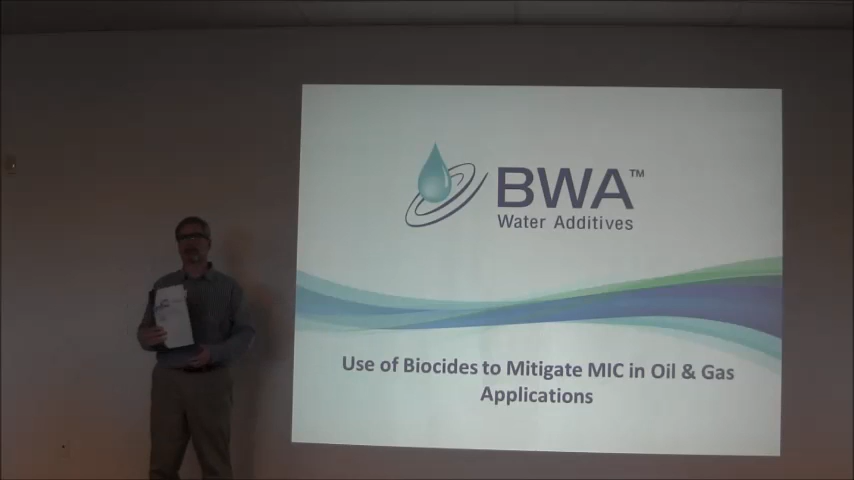 BWA™
Water Additives
Use of Biocides to Mitigate MIC in Oil & Gas
Applications